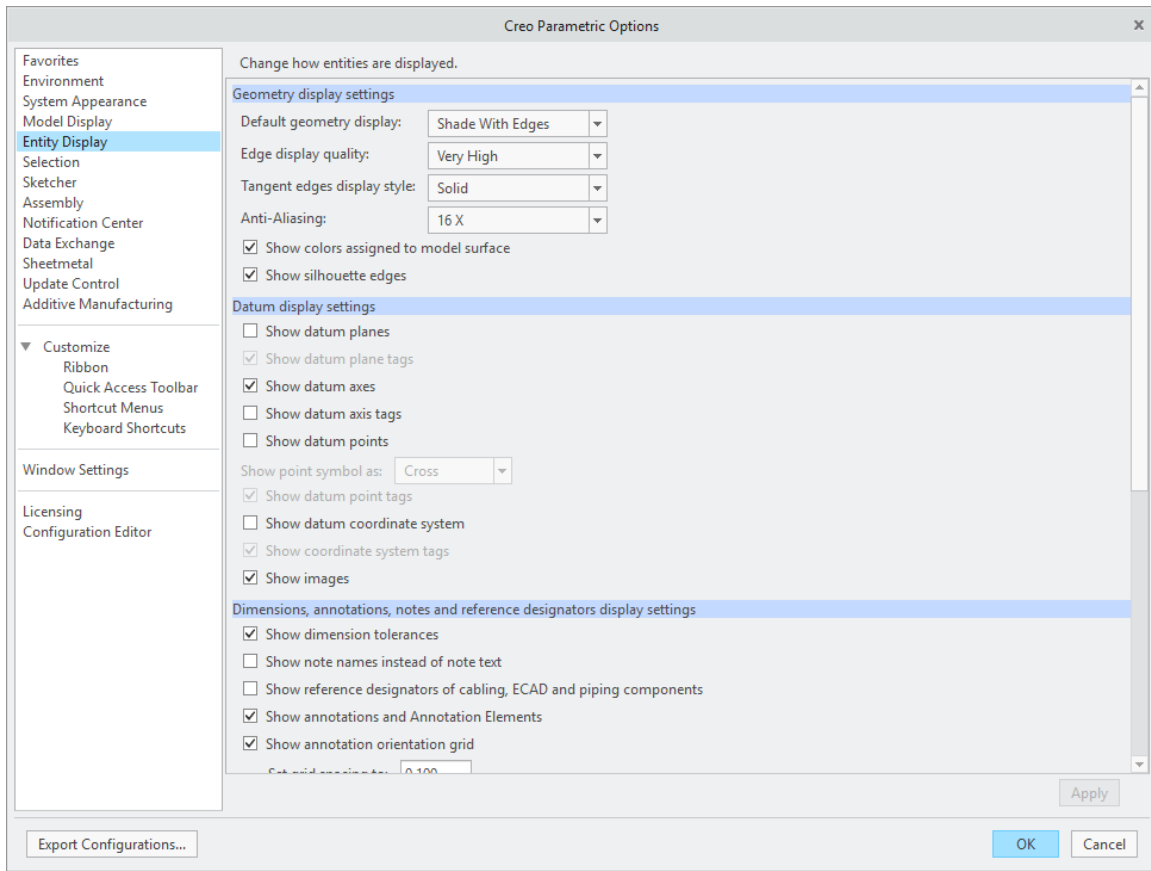 Creo Parametric Options
Favorites
Environment
System Appearance
Model Display
Entity Display
Selection
Sketcher
Assembly
Notification Center
Data Exchange
Sheetmetal
Update Control
Additive Manufacturing
Customize
Ribbon
Quick Access Toolbar
Shortcut Menus
Keyboard Shortcuts
Window Settings
Licensing
Configuration Editor
Change how entities are displayed.
Geometry display settings
Default geometry display: Shade With Edges
Edge display quality: Very High
Tangent edges display style: Solid
Anti-Aliasing: 16 X
Show colors assigned to model surface
Show silhouette edges
Datum display settings
Show datum planes
Show datum plane tags
Show datum axes
Show datum axis tags
Show datum points
Show point symbol as: Cross
Show datum point tags
Show datum coordinate system
Show coordinate system tags
Show images
Dimensions, annotations, notes and reference designators display settings
Show dimension tolerances
Show note names instead of note text
Show reference designators of cabling, ECAD and piping components
Show annotations and Annotation Elements
Show annotation orientation grid
Set grid spacing to: 0.100
Apply
Export Configurations...
OK
Cancel